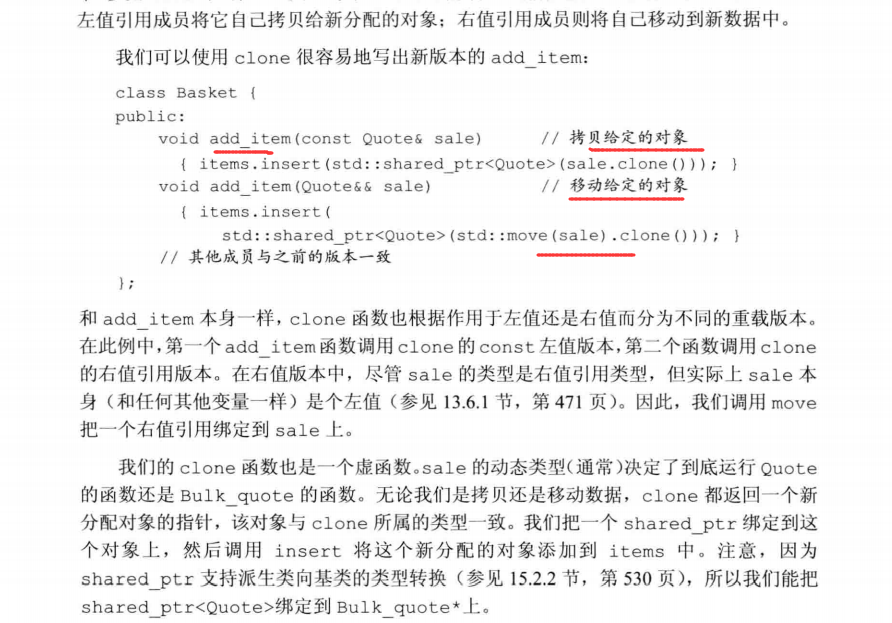 左值引用成员将它自己拷贝给新分配的对象；右值引用成员则将自己移动到新数据中。
我们可以使用 clone 很容易地写出新版本的 add_item:
class Basket {
public:
void add_item(const Quote& sale) // 拷贝给定的对象
{ items.insert(std::shared_ptr<Quote>(sale.clone())); }
void add_item(Quote&& sale) // 移动给定的对象
{ items.insert(
std::shared_ptr<Quote>(std::move(sale).clone())); }
// 其他成员与之前的版本一致
};
和 add_item 本身一样，clone 函数也根据作用于左值还是右值而分为不同的重载版本。
在此例中，第一个 add_item 函数调用 clone 的 const 左值版本，第二个函数调用 clone
的右值引用版本。在右值版本中，尽管 sale 的类型是右值引用类型，但实际上 sale 本
身（和任何其他变量一样）是个左值（参见 13.6.1 节，第 471 页）。因此，我们调用 move
把一个右值引用绑定到 sale 上。
我们的 clone 函数也是一个虚函数。sale 的动态类型（通常）决定了到底运行 Quote
的函数还是 Bulk_quote 的函数。无论我们是拷贝还是移动数据，clone 都返回一个新
分配对象的指针，该对象与 clone 所属的类型一致。我们把一个 shared_ptr 绑定到这
个对象上，然后调用 insert 将这个新分配的对象添加到 items 中。注意，因为
shared_ptr 支持派生类向基类的类型转换（参见 15.2.2 节，第 530 页），所以我们能把
shared_ptr<Quote>绑定到 Bulk_quote*上。